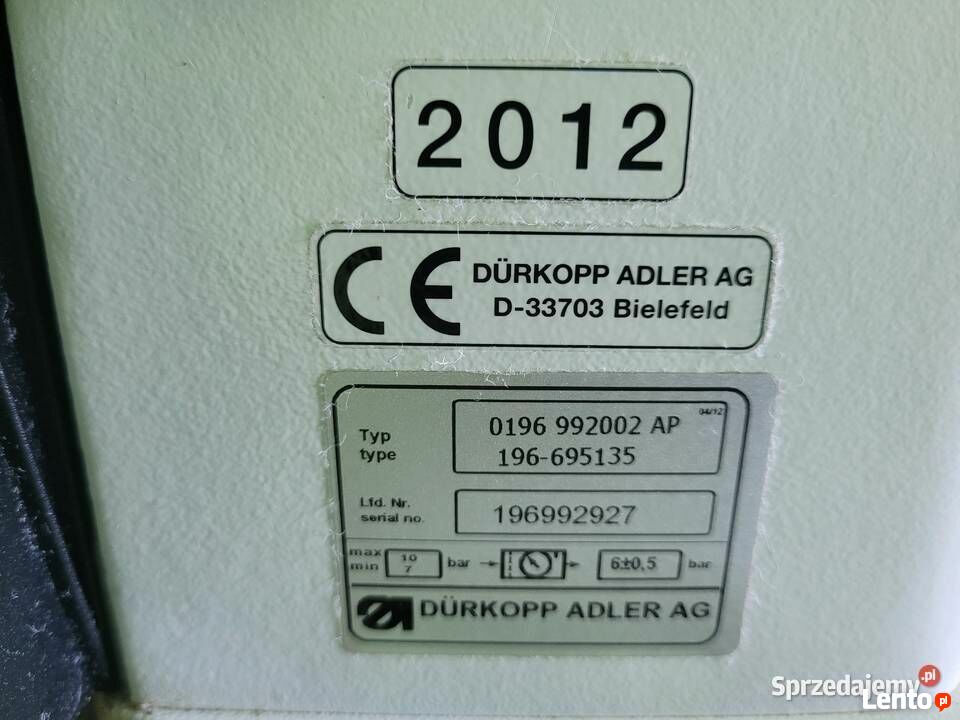 2012
CE DÜRKOPP ADLER AG
D-33703 Bielefeld
04/12
Typ 0196 992002 AP
type 196-695135
Lfd. Nr.
serial no. 196992927
max 10 bar 6±0,5 bar
min 7
DÜRKOPP ADLER AG
Sprzedajemy.pl
Lento.pl